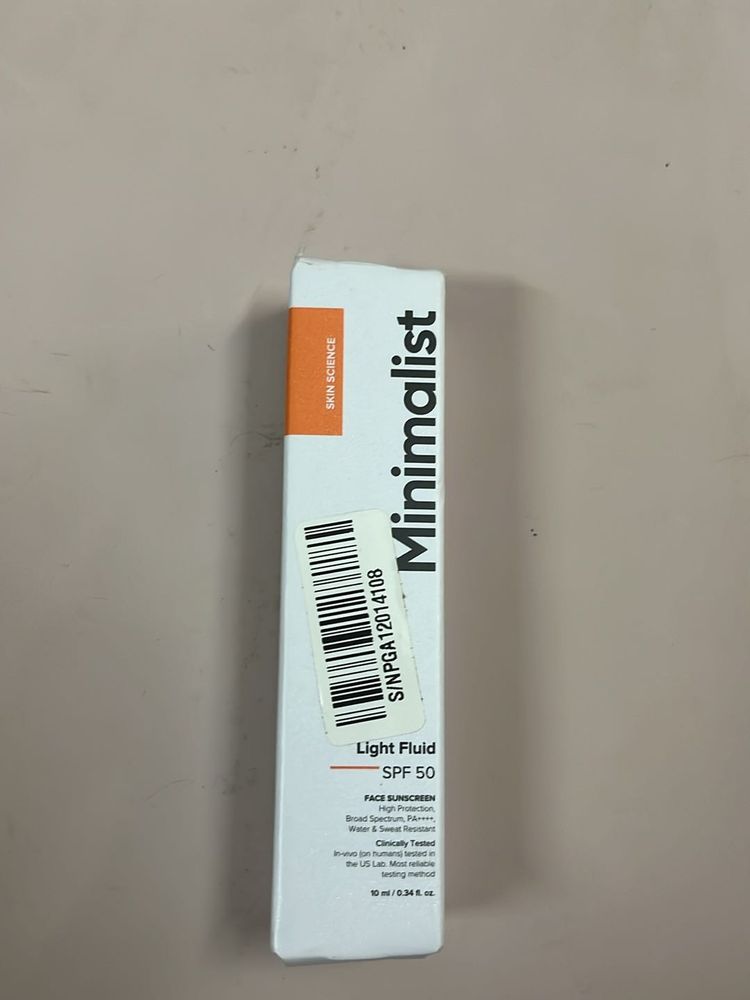 SKIN SCIENCE
Minimalist
S/NPGA12014108
Light Fluid
SPF 50
FACE SUNSCREEN
High Protection,
Broad Spectrum, PA++++,
Water & Sweat Resistant
Clinically Tested
In-vivo (on humans) tested in
the US Lab. Most reliable
testing method
10 ml / 0.34 fl. oz.